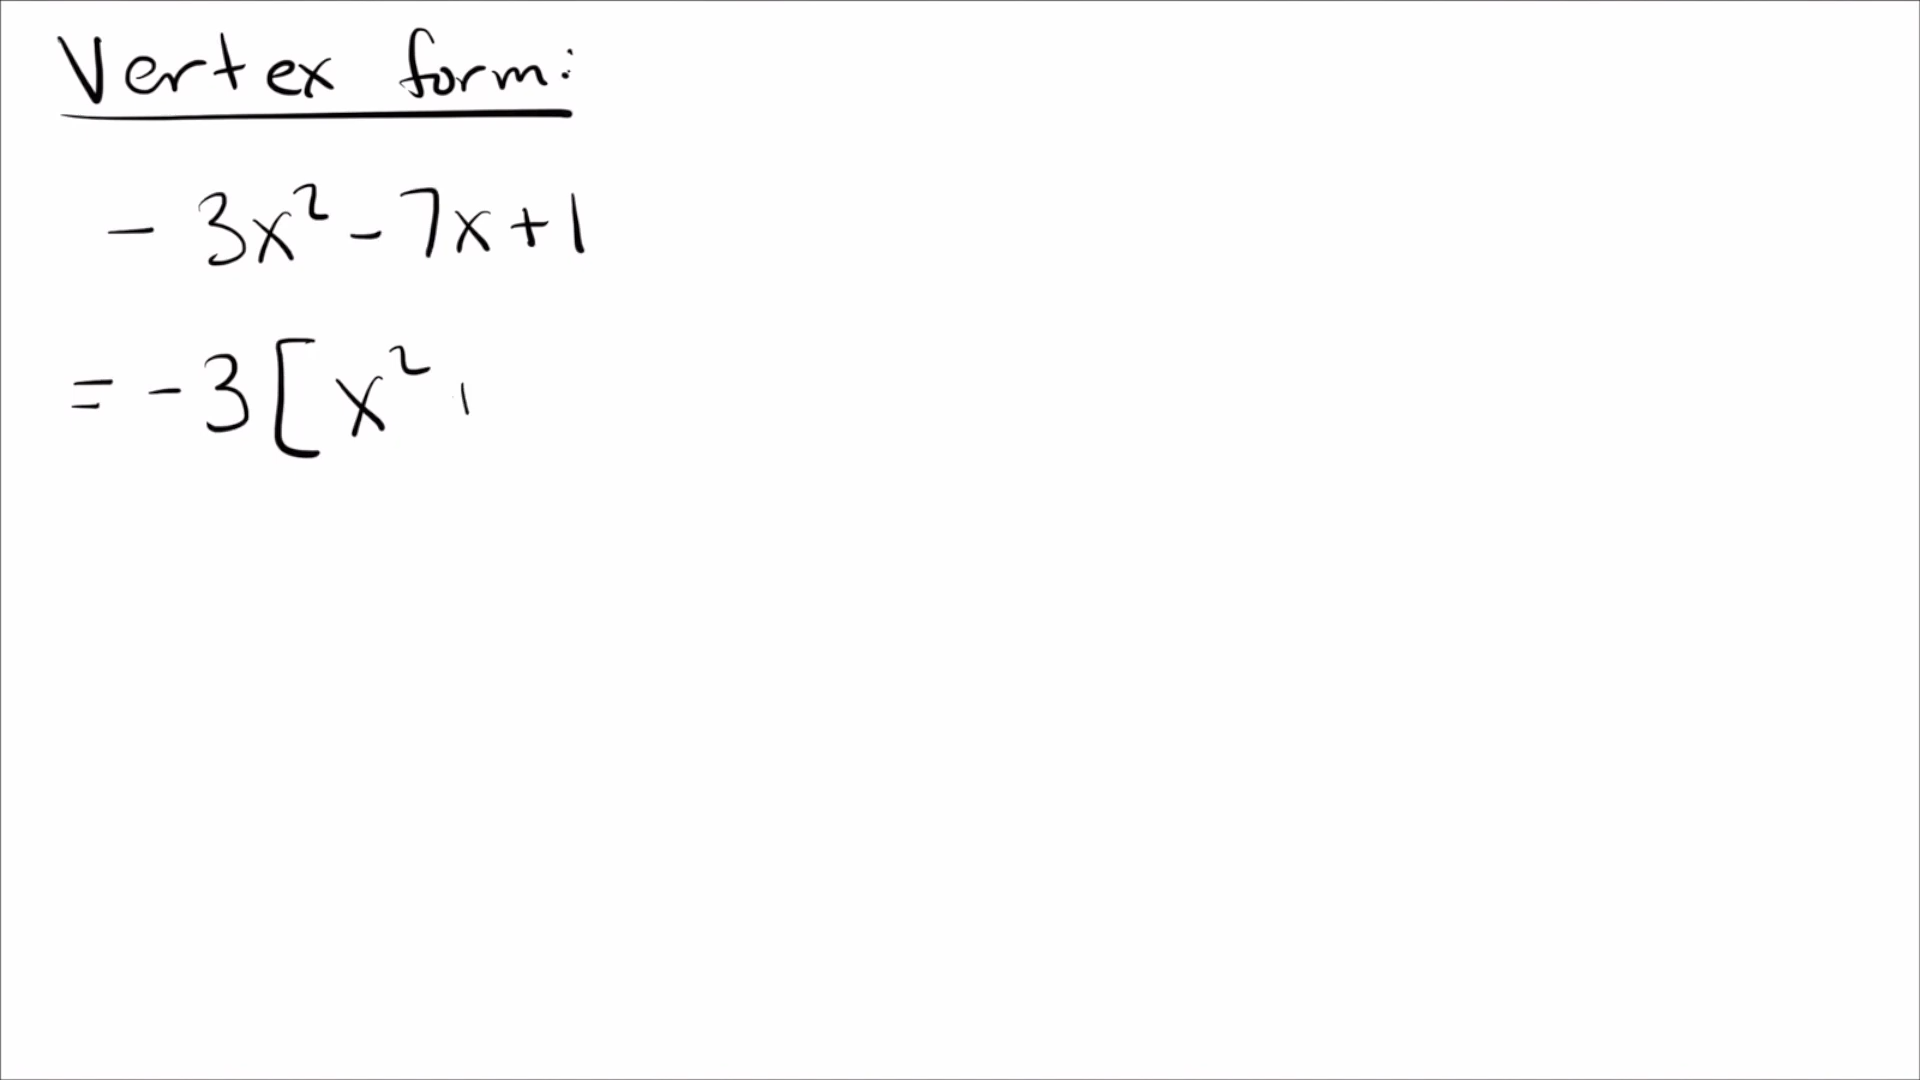 Vertex form:
- 3x² - 7x + 1
= -3 [ x²